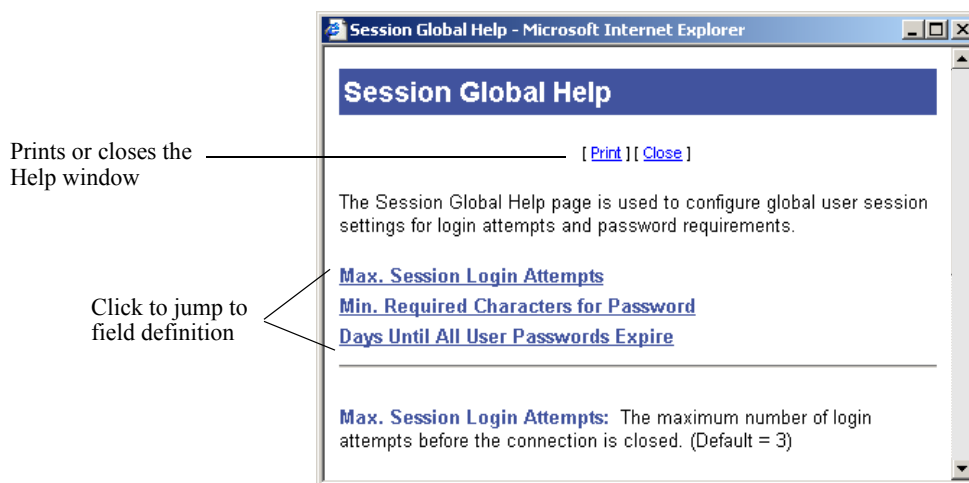 Session Global Help - Microsoft Internet Explorer
Session Global Help
Prints or closes the
Help window
[ Print ] [ Close ]
The Session Global Help page is used to configure global user session
settings for login attempts and password requirements.
Click to jump to
field definition
Max. Session Login Attempts
Min. Required Characters for Password
Days Until All User Passwords Expire
Max. Session Login Attempts: The maximum number of login
attempts before the connection is closed. (Default = 3)